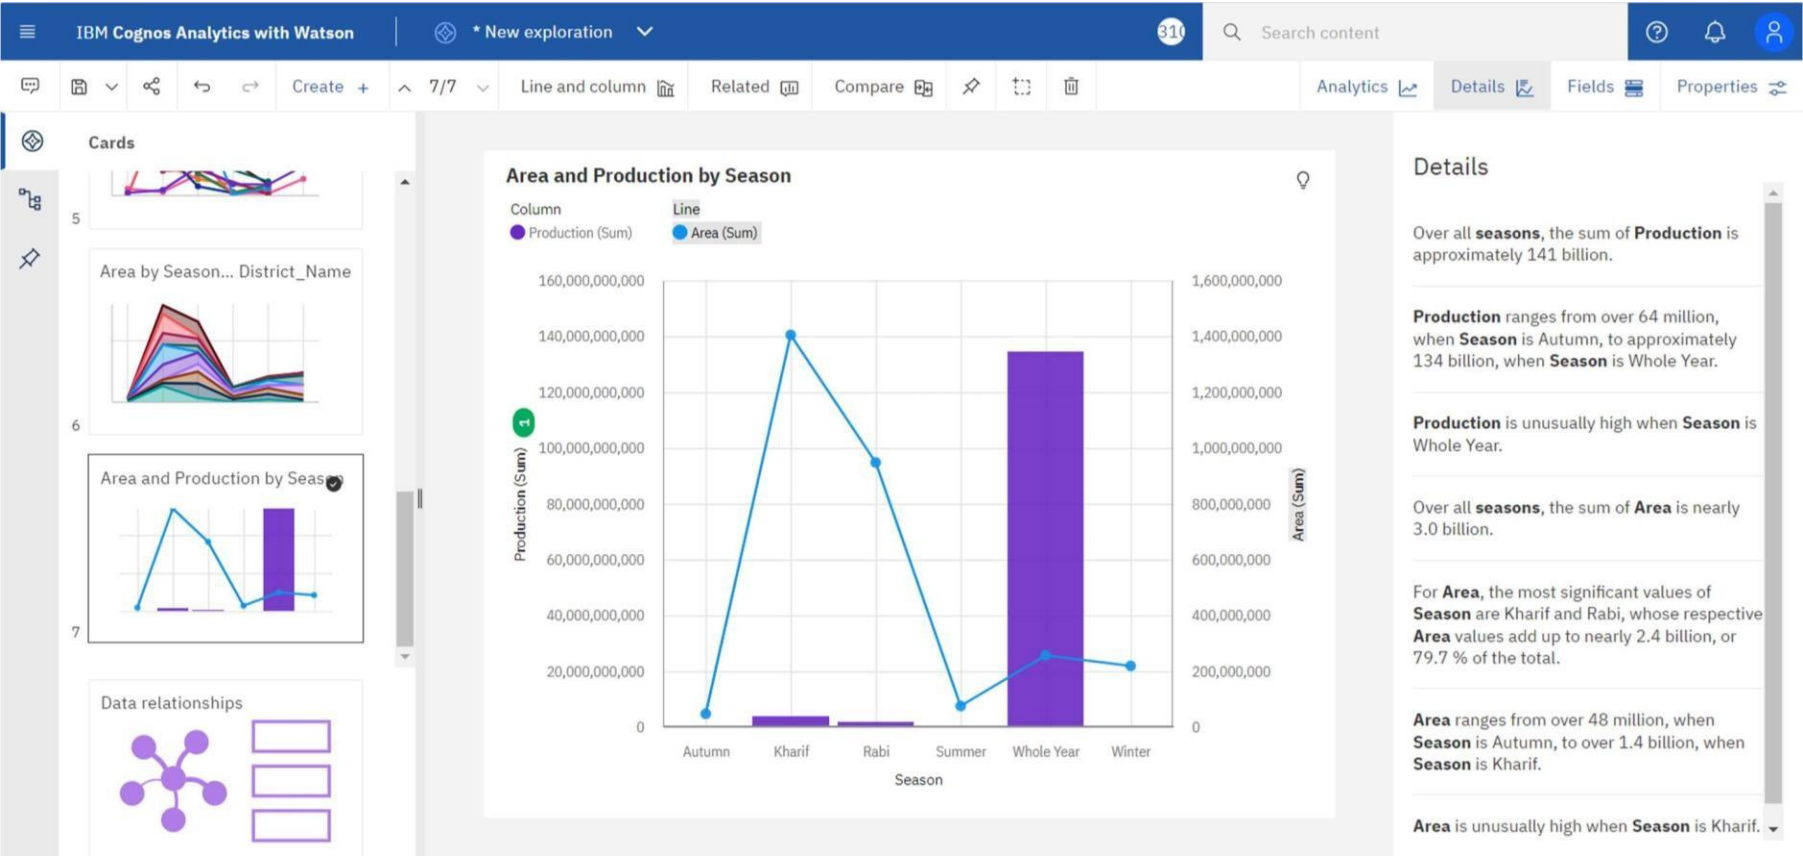 IBM Cognos Analytics with Watson
* New exploration
310
Search content
Create +
7/7
Line and column
Related
Compare
Analytics
Details
Fields
Properties
Cards
5
Area by Season... District_Name
6
Area and Production by Season
7
Data relationships
Area and Production by Season
Column
Line
Production (Sum)
Area (Sum)
160,000,000,000
140,000,000,000
120,000,000,000
100,000,000,000
80,000,000,000
60,000,000,000
40,000,000,000
20,000,000,000
0
1
Production (Sum)
1,600,000,000
1,400,000,000
1,200,000,000
1,000,000,000
800,000,000
600,000,000
400,000,000
200,000,000
0
Area (Sum)
Autumn
Kharif
Rabi
Summer
Whole Year
Winter
Season
Details
Over all seasons, the sum of Production is
approximately 141 billion.
Production ranges from over 64 million,
when Season is Autumn, to approximately
134 billion, when Season is Whole Year.
Production is unusually high when Season is
Whole Year.
Over all seasons, the sum of Area is nearly
3.0 billion.
For Area, the most significant values of
Season are Kharif and Rabi, whose respective
Area values add up to nearly 2.4 billion, or
79.7 % of the total.
Area ranges from over 48 million, when
Season is Autumn, to over 1.4 billion, when
Season is Kharif.
Area is unusually high when Season is Kharif.